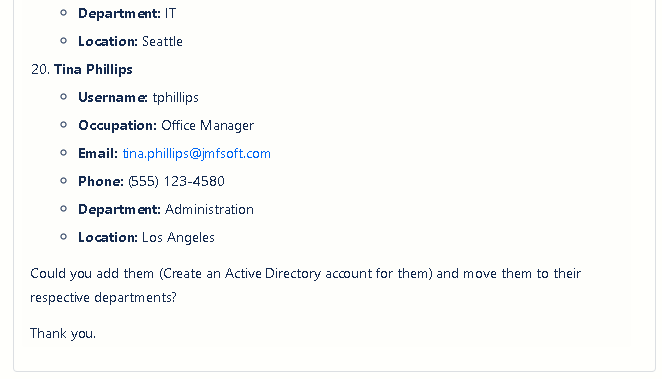 Department: IT
Location: Seattle
20. Tina Phillips
Username: tphillips
Occupation: Office Manager
Email: tina.phillips@jmfsoft.com
Phone: (555) 123-4580
Department: Administration
Location: Los Angeles
Could you add them (Create an Active Directory account for them) and move them to their
respective departments?
Thank you.